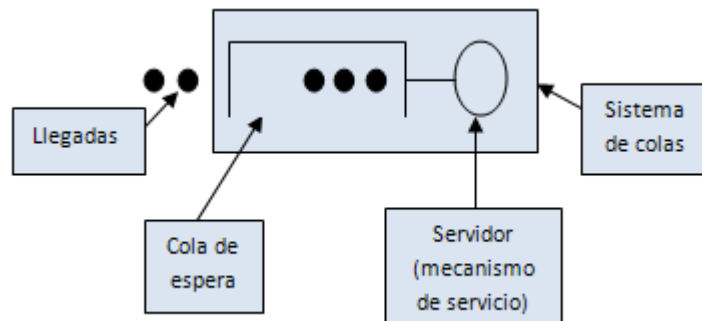 Llegadas
Sistema
de colas
Cola de
espera
Servidor
(mecanismo
de servicio)